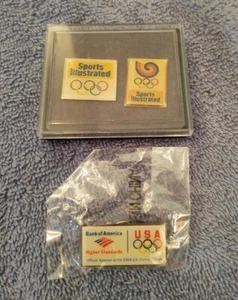 Sports
Illustrated
Sports
Illustrated
Bank of America
Higher Standards
USA